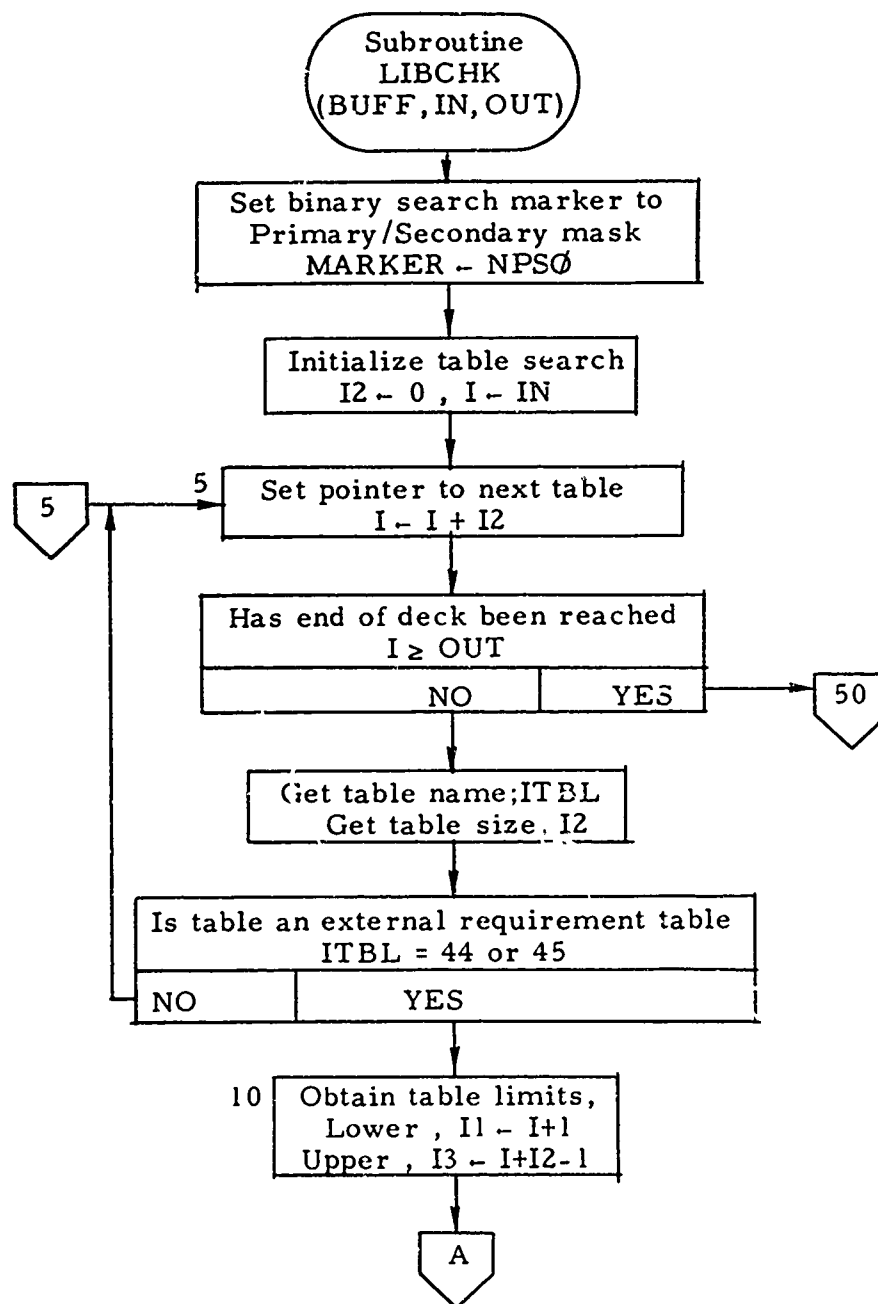 Subroutine
LIBCHK
(BUFF, IN, OUT)
Set binary search marker to
Primary/Secondary mask
MARKER ← NPSØ
Initialize table search
I2 ← 0 , I ← IN
5
5
Set pointer to next table
I ← I + I2
Has end of deck been reached
I ≥ OUT
NO
YES
50
Get table name; ITBL
Get table size, I2
Is table an external requirement table
ITBL = 44 or 45
NO
YES
10
Obtain table limits,
Lower , I1 ← I+1
Upper , I3 ← I+I2-1
A